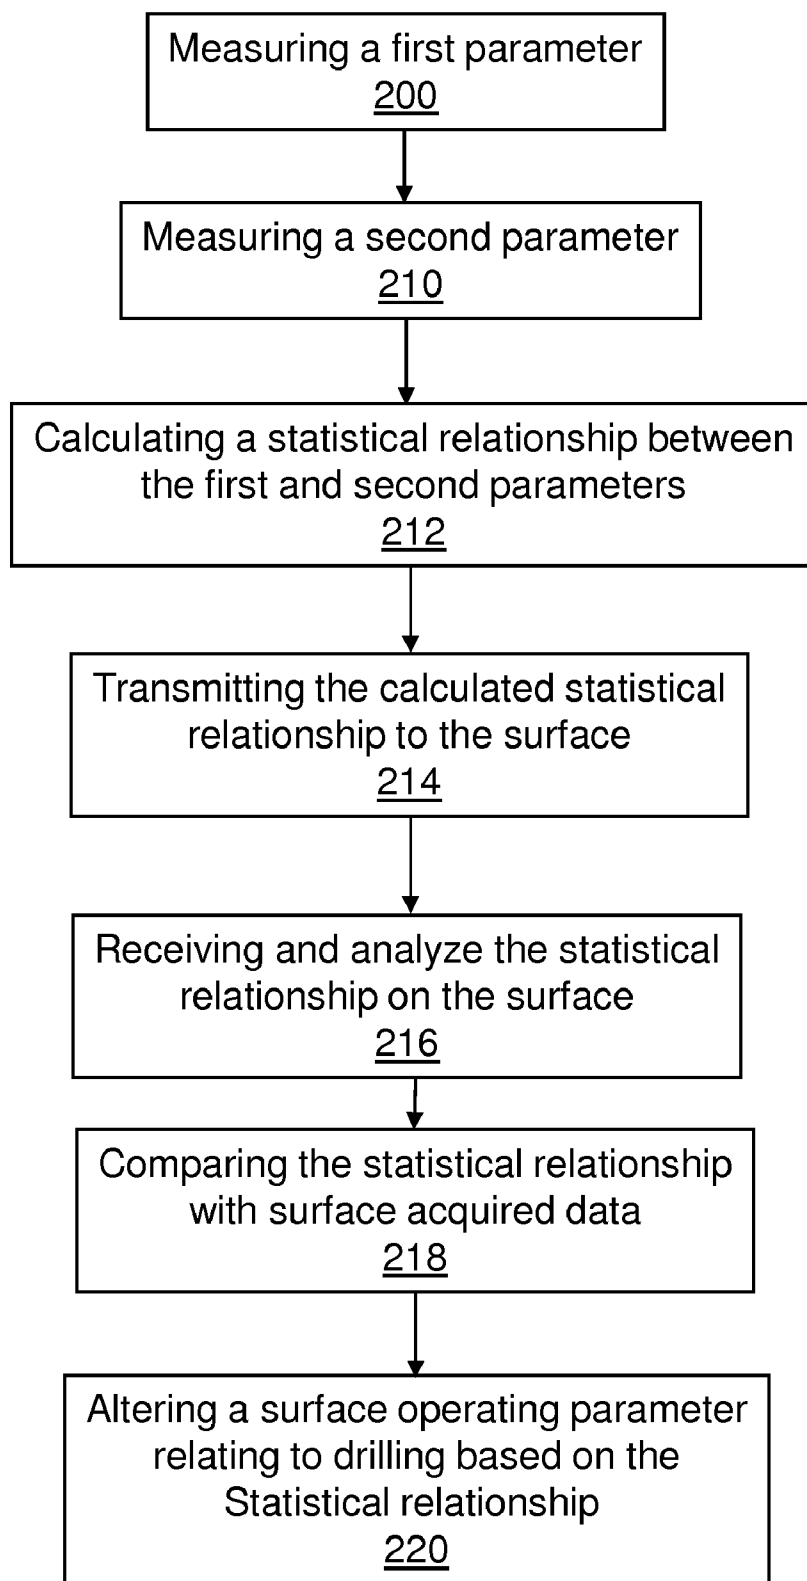 Measuring a first parameter
200
Measuring a second parameter
210
Calculating a statistical relationship between
the first and second parameters
212
Transmitting the calculated statistical
relationship to the surface
214
Receiving and analyze the statistical
relationship on the surface
216
Comparing the statistical relationship
with surface acquired data
218
Altering a surface operating parameter
relating to drilling based on the
Statistical relationship
220